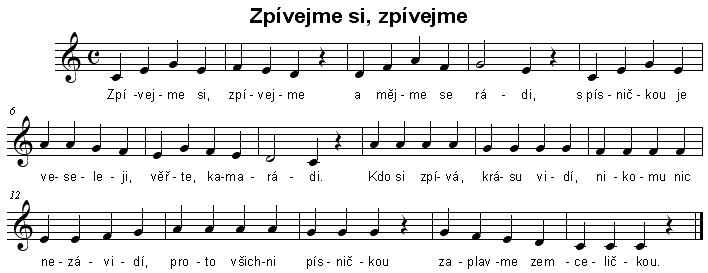 Zpívejme si, zpívejme
Zpí -vej- me si, zpí - vej - me a měj - me se rá - di, s pís - nič - kou je
6
ve- se - le - ji, věř - te, ka - ma - rá - di. Kdo si zpí - vá, krá - su vi - dí, ni - ko - mu nic
12
ne - zá - vi - dí, pro - to všich - ni pís - nič - kou za - plav - me zem - ce - lič - kou.